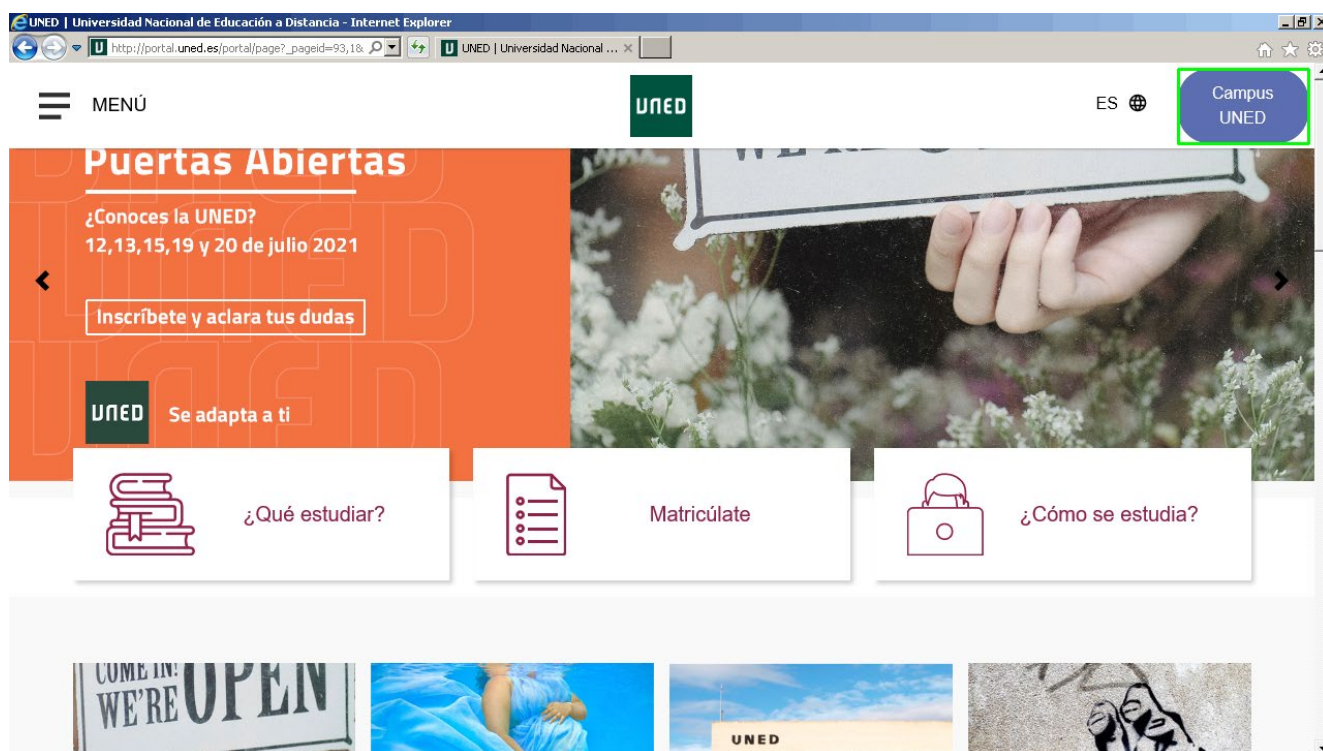 UNED | Universidad Nacional de Educación a Distancia - Internet Explorer
http://portal.uned.es/portal/page?_pageid=93,1&
UNED | Universidad Nacional ...
MENÚ
UNED
ES
Campus
UNED
Puertas Abiertas
¿Conoces la UNED?
12,13,15,19 y 20 de julio 2021
Inscríbete y aclara tus dudas
UNED
Se adapta a ti
¿Qué estudiar?
Matricúlate
¿Cómo se estudia?
COME IN!
WE'RE OPEN
UNED